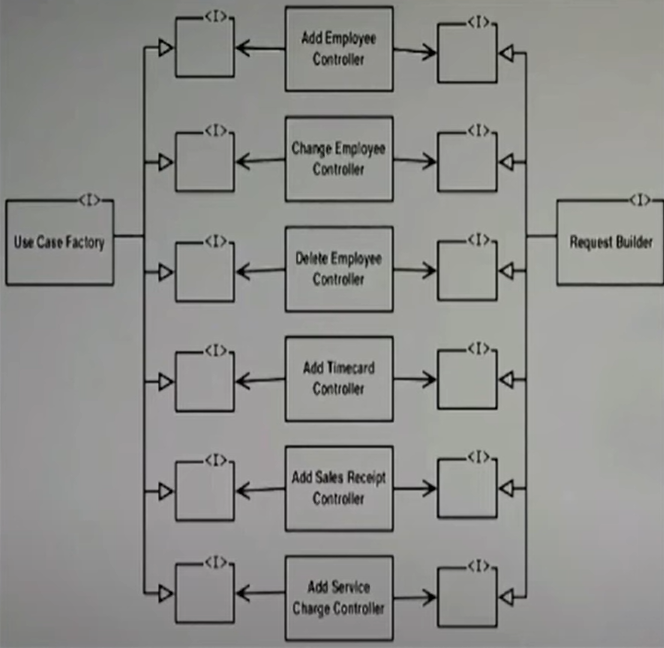 <I>
<I>
Add Employee
Controller
<I>
<I>
Change Employee
Controller
<I>
Use Case Factory
<I>
Request Builder
<I>
Delete Employee
Controller
<I>
<I>
Add Timecard
Controller
<I>
<I>
Add Sales Receipt
Controller
<I>
<I>
Add Service
Charge Controller
<I>